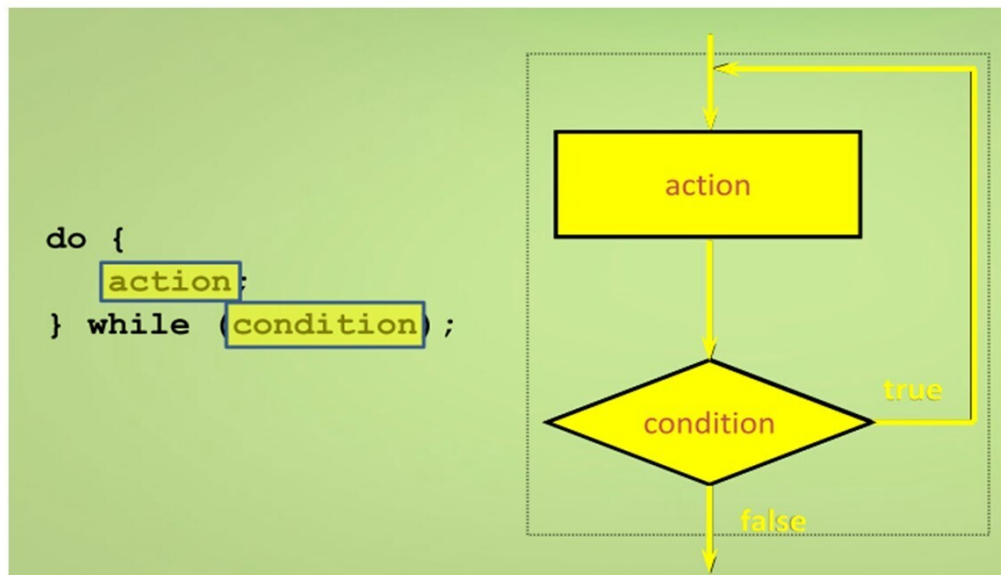 do {
action;
} while (condition);
action
condition
true
false